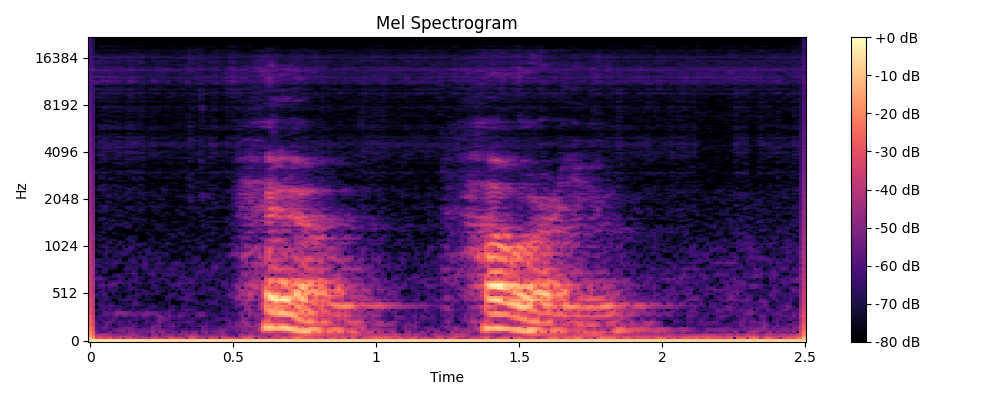 Mel Spectrogram
Hz
16384
8192
4096
2048
1024
512
0
0 0.5 1 1.5 2 2.5
Time
+0 dB
-10 dB
-20 dB
-30 dB
-40 dB
-50 dB
-60 dB
-70 dB
-80 dB